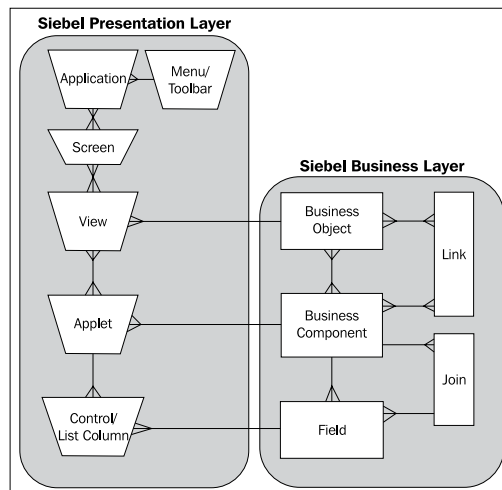 Siebel Presentation Layer
Application
Menu/
Toolbar
Screen
View
Applet
Control/
List Column
Siebel Business Layer
Business
Object
Link
Business
Component
Join
Field